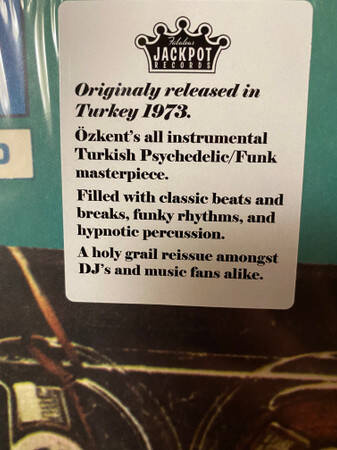 Fabulous
JACKPOT
RECORDS
Originaly released in
Turkey 1973.
Özkent's all instrumental
Turkish Psychedelic/Funk
masterpiece.
Filled with classic beats and
breaks, funky rhythms, and
hypnotic percussion.
A holy grail reissue amongst
DJ's and music fans alike.